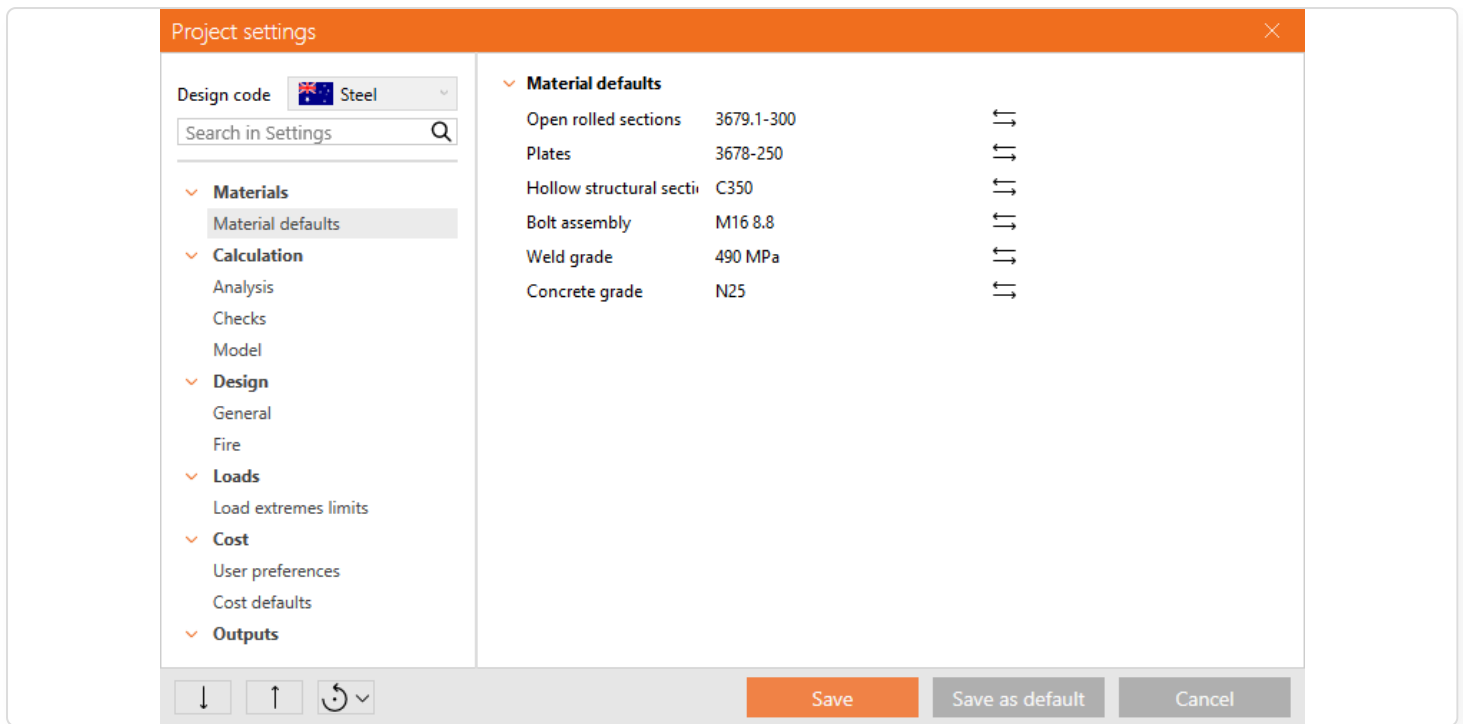 Project settings
Design code Steel
Search in Settings
Materials
Material defaults
Calculation
Analysis
Checks
Model
Design
General
Fire
Loads
Load extremes limits
Cost
User preferences
Cost defaults
Outputs
Material defaults
Open rolled sections 3679.1-300
Plates 3678-250
Hollow structural secti C350
Bolt assembly M16 8.8
Weld grade 490 MPa
Concrete grade N25
Save Save as default Cancel